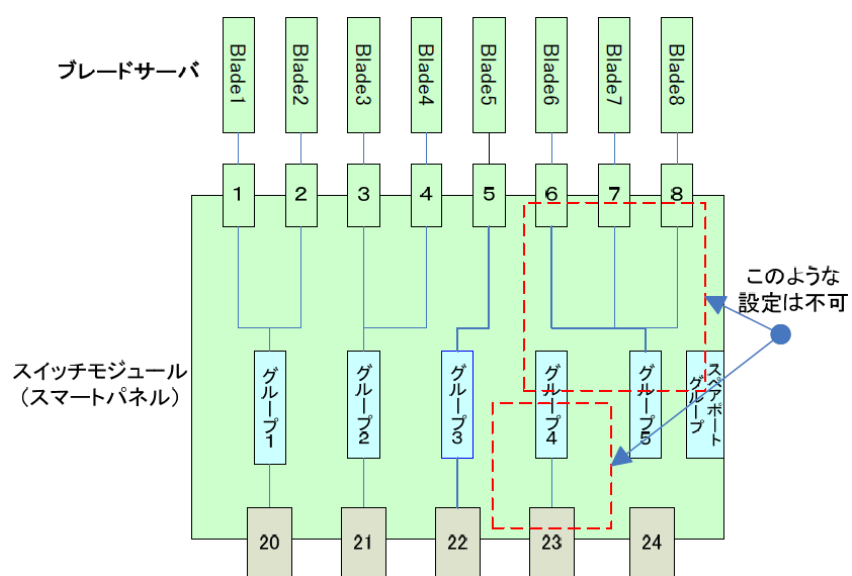 ブレードサーバ
Blade1
Blade2
Blade3
Blade4
Blade5
Blade6
Blade7
Blade8
1
2
3
4
5
6
7
8
このような
設定は不可
スイッチモジュール
（スマートパネル）
グループ1
グループ2
グループ3
グループ4
グループ5
スペアポート
グループ
20
21
22
23
24